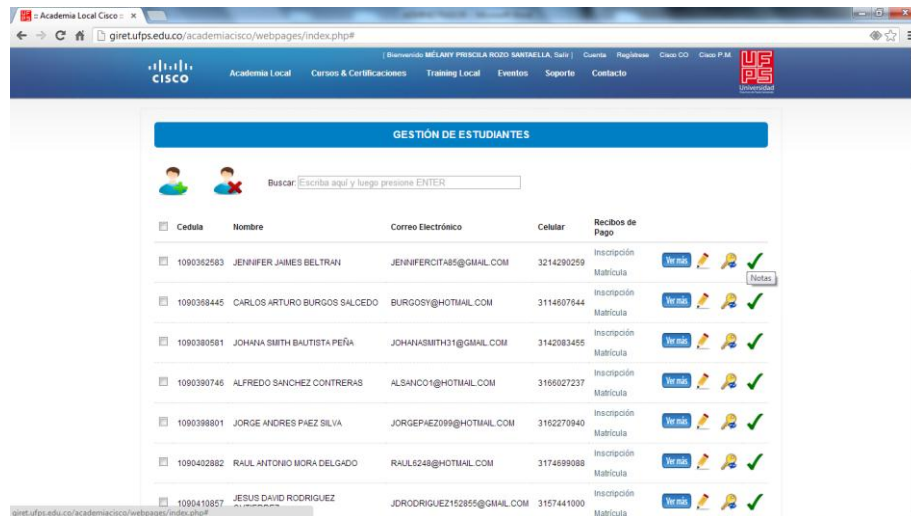 :: Academia Local Cisco ::
giret.ufps.edu.co/academiacisco/webpages/index.php#
[ Bienvenido MÉLANY PRISCILA ROZO SANTAELLA, Salir ] Cuenta Regístrese Cisco CO Cisco P.M.
CISCO
Academia Local Cursos & Certificaciones Training Local Eventos Soporte Contacto
UFPS
Universidad
GESTIÓN DE ESTUDIANTES
Buscar: Escriba aquí y luego presione ENTER
Cedula Nombre Correo Electrónico Celular Recibos de Pago
1090362583 JENNIFER JAIMES BELTRAN JENNIFERCITA85@GMAIL.COM 3214290259 Inscripción Ver más
Matrícula
Notas
1090368445 CARLOS ARTURO BURGOS SALCEDO BURGOSY@HOTMAIL.COM 3114607644 Inscripción Ver más
Matrícula
1090380581 JOHANA SMITH BAUTISTA PEÑA JOHANASMITH31@GMAIL.COM 3142083455 Inscripción Ver más
Matrícula
1090390746 ALFREDO SANCHEZ CONTRERAS ALSANCO1@HOTMAIL.COM 3166027237 Inscripción Ver más
Matrícula
1090398801 JORGE ANDRES PAEZ SILVA JORGEPAEZ099@HOTMAIL.COM 3162270940 Inscripción Ver más
Matrícula
1090402882 RAUL ANTONIO MORA DELGADO RAUL6248@HOTMAIL.COM 3174699088 Inscripción Ver más
Matrícula
1090410857 JESUS DAVID RODRIGUEZ JDRODRIGUEZ152855@GMAIL.COM 3157441000 Inscripción Ver más
Matrícula
giret.ufps.edu.co/academiacisco/webpages/index.php#